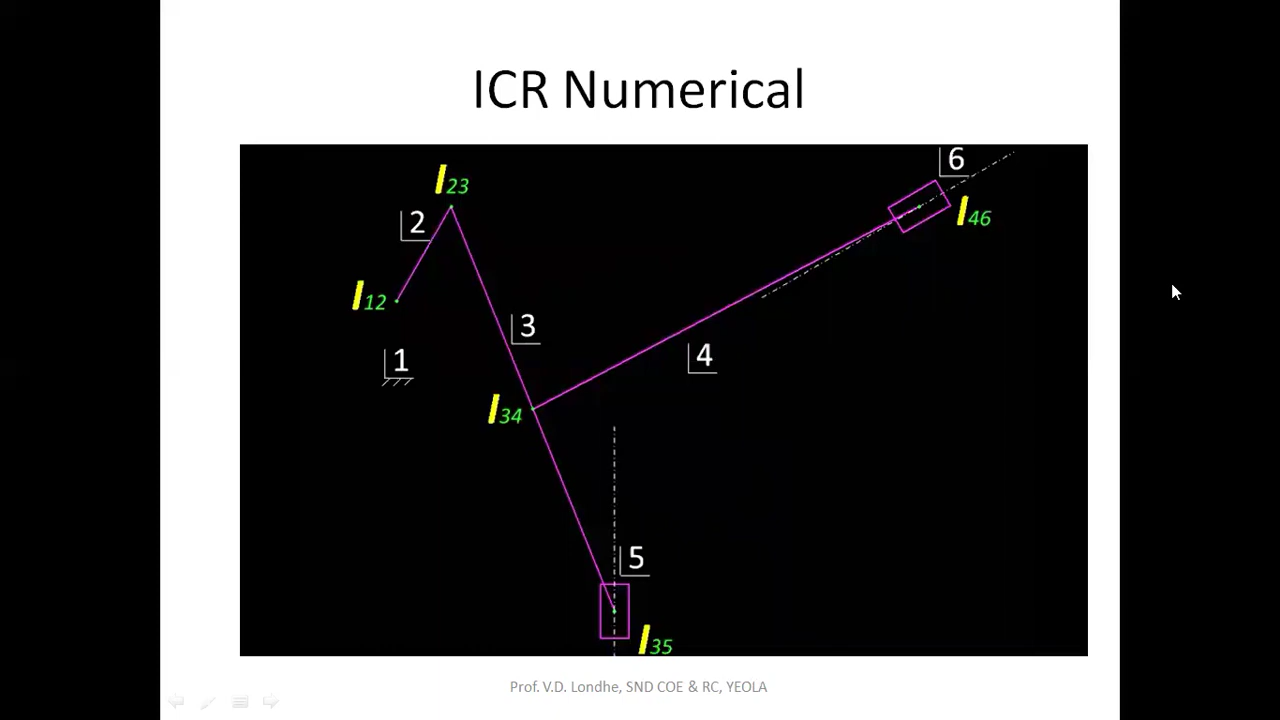 ICR Numerical
I23
2
I12
1
3
I34
4
6
I46
5
I35
Prof. V.D. Londhe, SND COE & RC, YEOLA